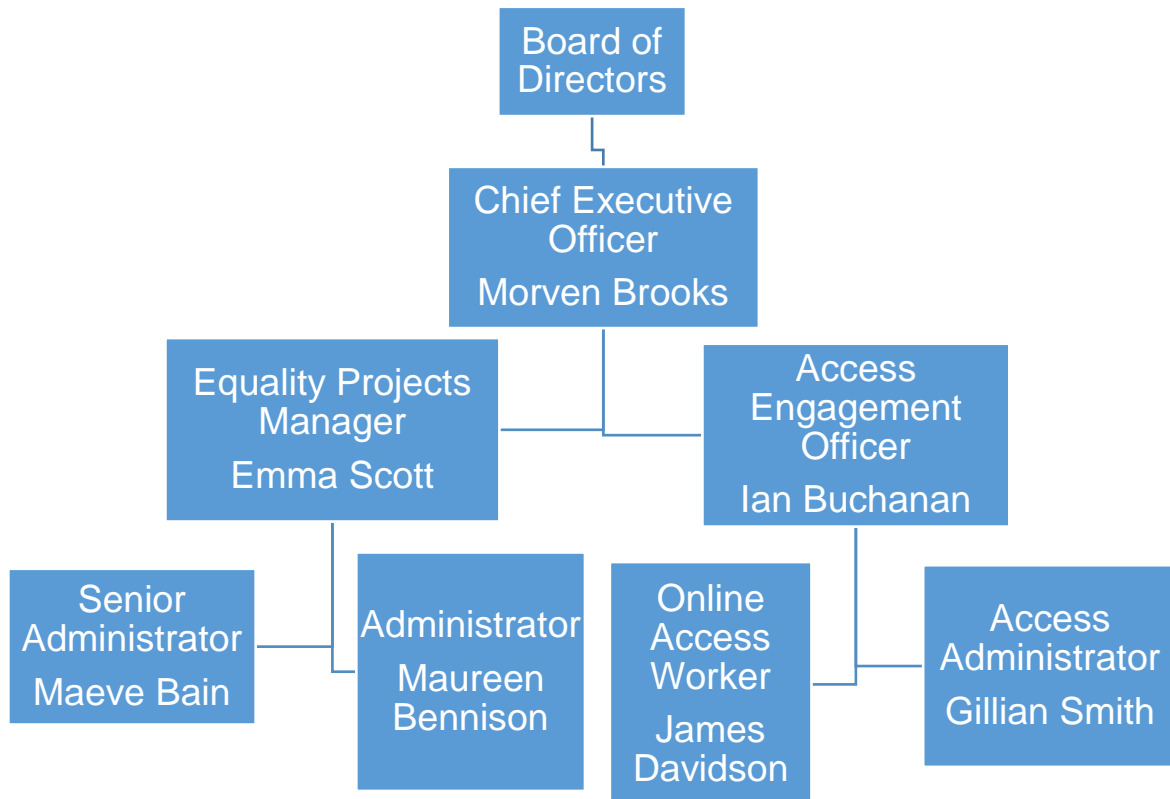 Board of
Directors
Chief Executive
Officer
Morven Brooks
Equality Projects
Manager
Emma Scott
Access
Engagement
Officer
Ian Buchanan
Senior
Administrator
Maeve Bain
Administrator
Maureen
Bennison
Online
Access
Worker
James
Davidson
Access
Administrator
Gillian Smith